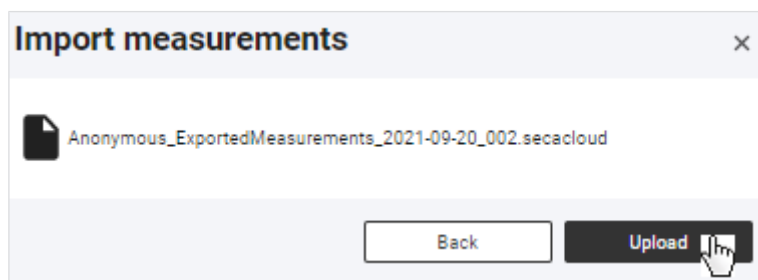 Import measurements
Anonymous_ExportedMeasurements_2021-09-20_002.secacloud
Back
Upload